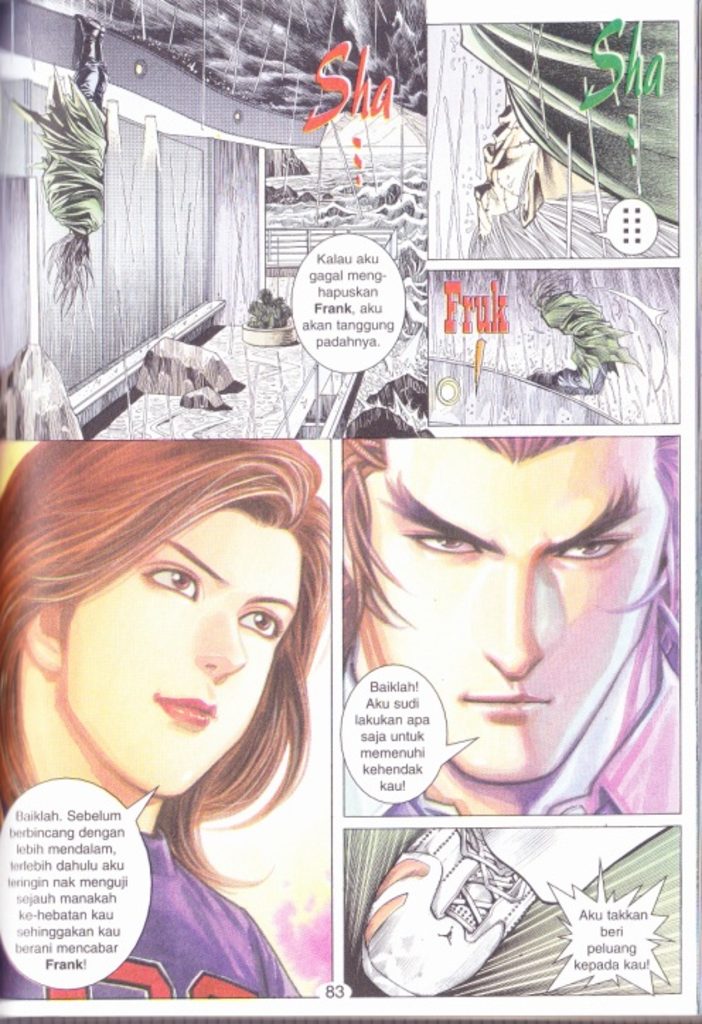 Sha
Kalau aku
gagal meng-
hapuskan
Frank, aku
akan tanggung
padahnya.
Sha
Fruk
!
Baiklah. Sebelum
berbincang dengan
lebih mendalam,
terlebih dahulu aku
teringin nak menguji
sejauh manakah
ke-hebatan kau
sehinggakan kau
berani mencabar
Frank!
Baiklah!
Aku sudi
lakukan apa
saja untuk
memenuhi
kehendak
kau!
Aku takkan
beri
peluang
kepada kau!
83